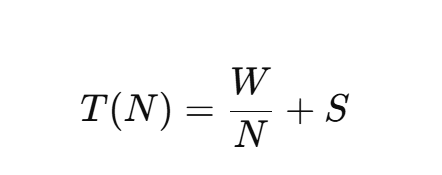 T(N) = W/N + S